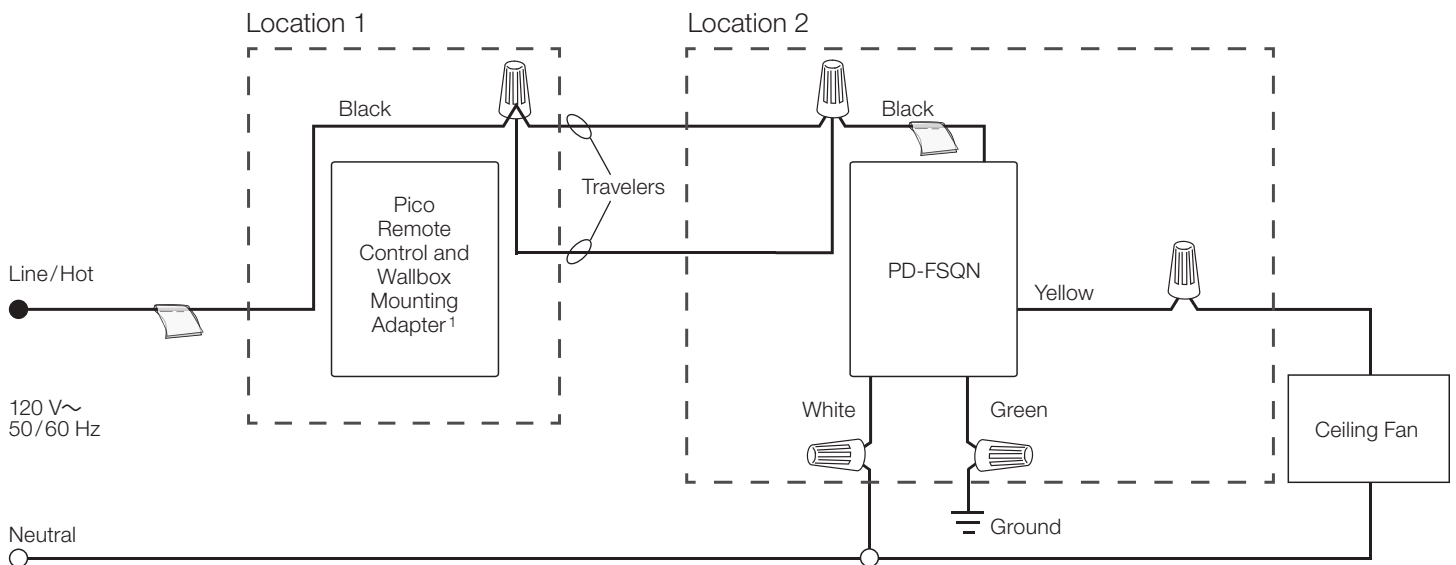 Location 1
Location 2
Black
Black
Travelers
Pico
Remote
Control and
Wallbox
Mounting
Adapter1
PD-FSQN
Line/Hot
Yellow
120 V~
50/60 Hz
White
Green
Ceiling Fan
Ground
Neutral